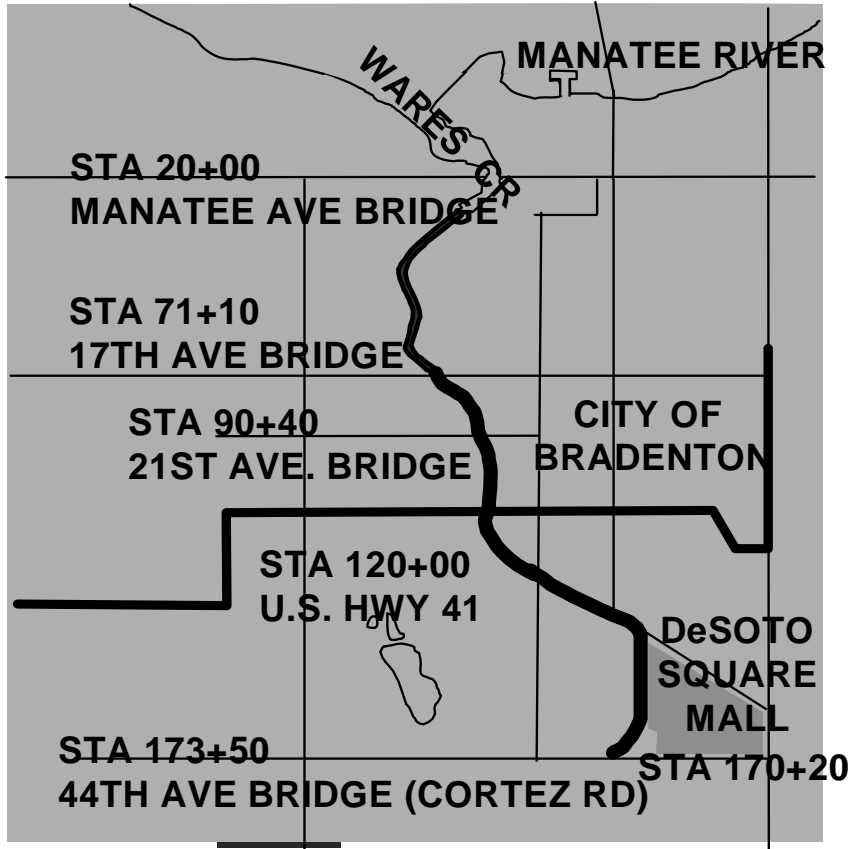 MANATEE RIVER
WARES CR
STA 20+00
MANATEE AVE BRIDGE
STA 71+10
17TH AVE BRIDGE
STA 90+40
21ST AVE. BRIDGE
CITY OF
BRADENTON
STA 120+00
U.S. HWY 41
DeSOTO
SQUARE
MALL
STA 170+20
STA 173+50
44TH AVE BRIDGE (CORTEZ RD)